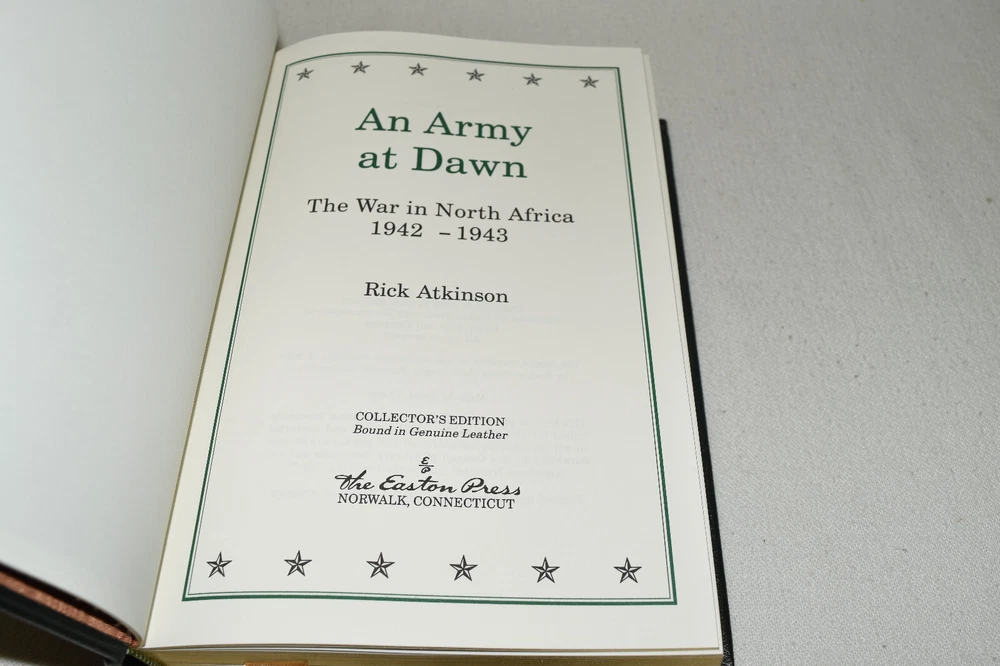 An Army
at Dawn
The War in North Africa
1942 – 1943
Rick Atkinson
COLLECTOR'S EDITION
Bound in Genuine Leather
The Easton Press
NORWALK, CONNECTICUT